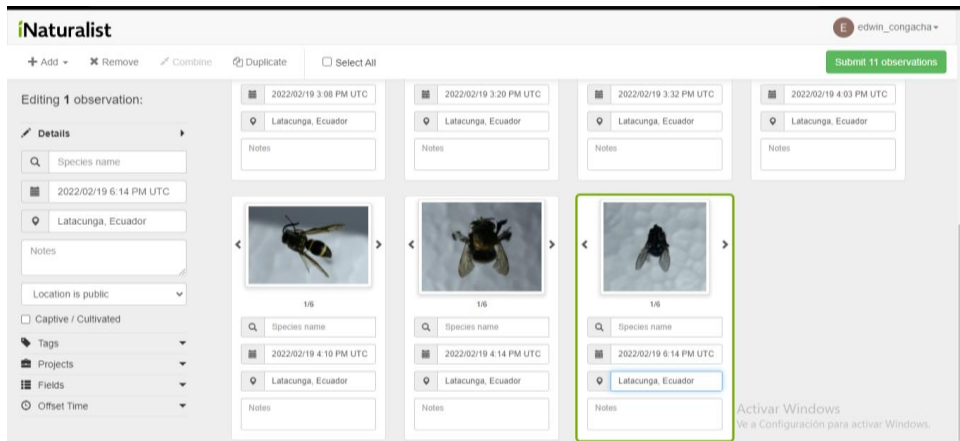 iNaturalist
E edwin_congacha
Add Remove Combine Duplicate Select All Submit 11 observations
Editing 1 observation:
Details
Species name
2022/02/19 6:14 PM UTC
Latacunga, Ecuador
Notes
Location is public
Captive / Cultivated
Tags
Projects
Fields
Offset Time
2022/02/19 3:08 PM UTC
Latacunga, Ecuador
Notes
2022/02/19 3:20 PM UTC
Latacunga, Ecuador
Notes
2022/02/19 3:32 PM UTC
Latacunga, Ecuador
Notes
2022/02/19 4:03 PM UTC
Latacunga, Ecuador
Notes
1/6
Species name
2022/02/19 4:10 PM UTC
Latacunga, Ecuador
Notes
1/6
Species name
2022/02/19 4:14 PM UTC
Latacunga, Ecuador
Notes
1/6
Species name
2022/02/19 6:14 PM UTC
Latacunga, Ecuador
Notes
Activar Windows
Ve a Configuración para activar Windows.